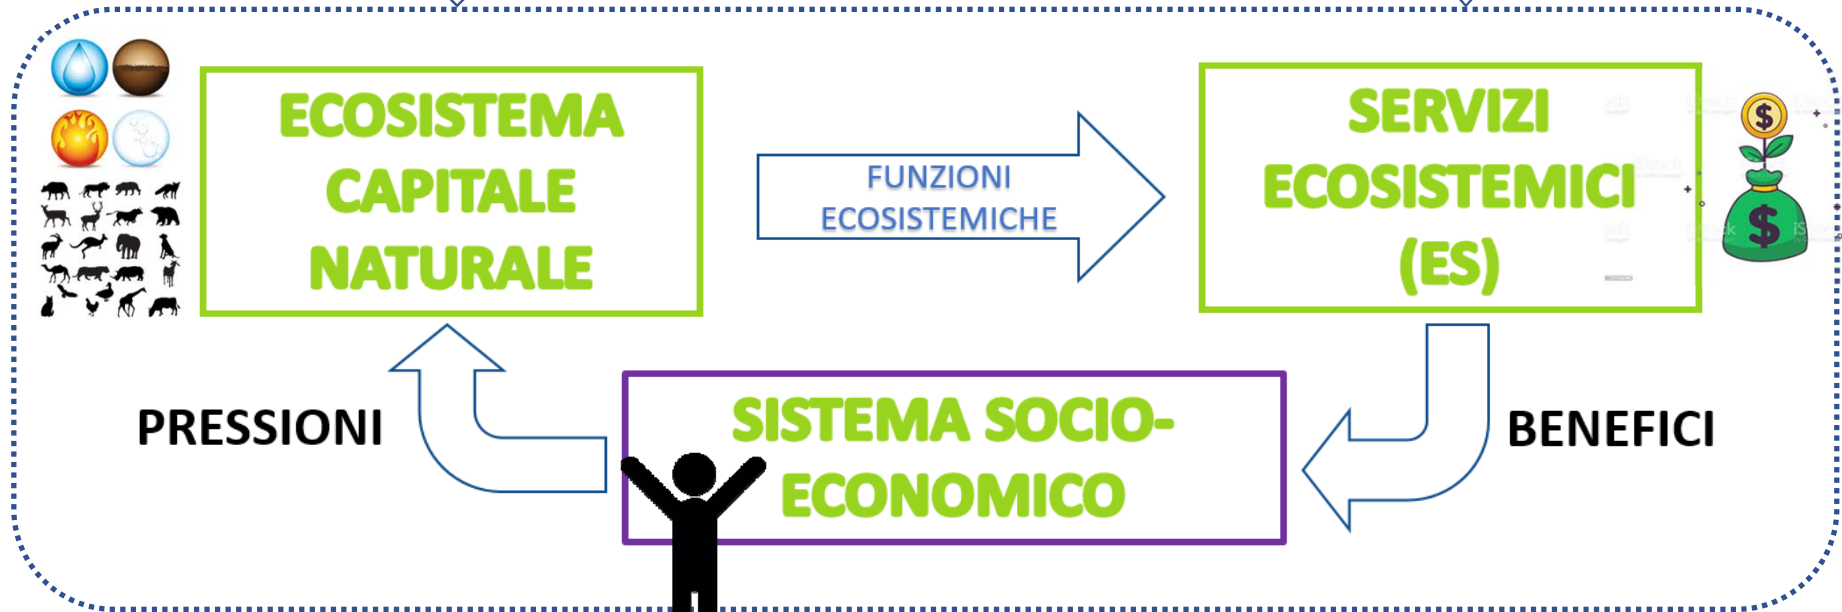 ECOSISTEMA
CAPITALE
NATURALE
FUNZIONI
ECOSISTEMICHE
SERVIZI
ECOSISTEMICI
(ES)
PRESSIONI
SISTEMA SOCIO-
ECONOMICO
BENEFICI